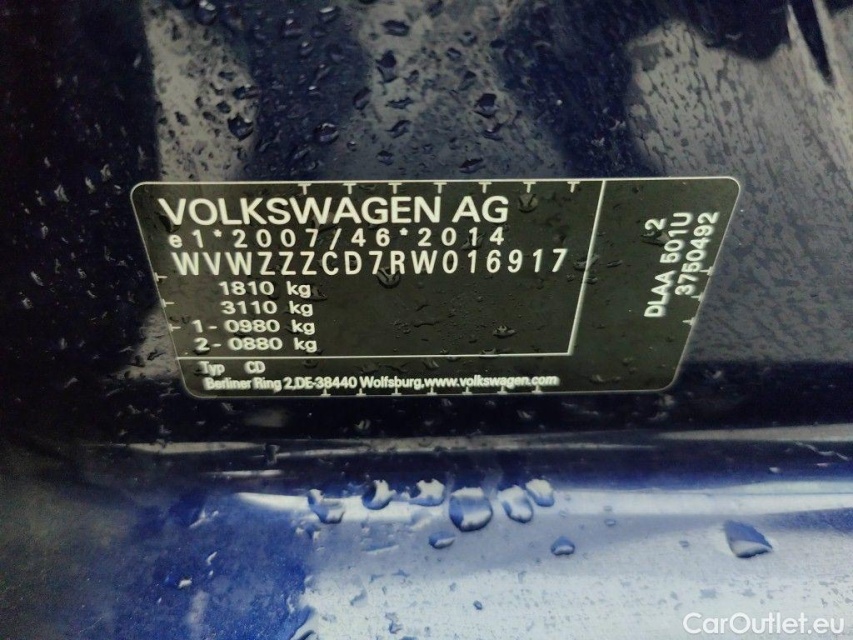 VOLKSWAGEN AG
e1*2007/46*2014
WVWZZZCD7RW016917
1810 kg
3110 kg
1- 0980 kg
2- 0880 kg
Typ CD
Berliner Ring 2,DE-38440 Wolfsburg,www.volkswagen.com
2
DLAA 501U
3750492
CarOutlet.eu